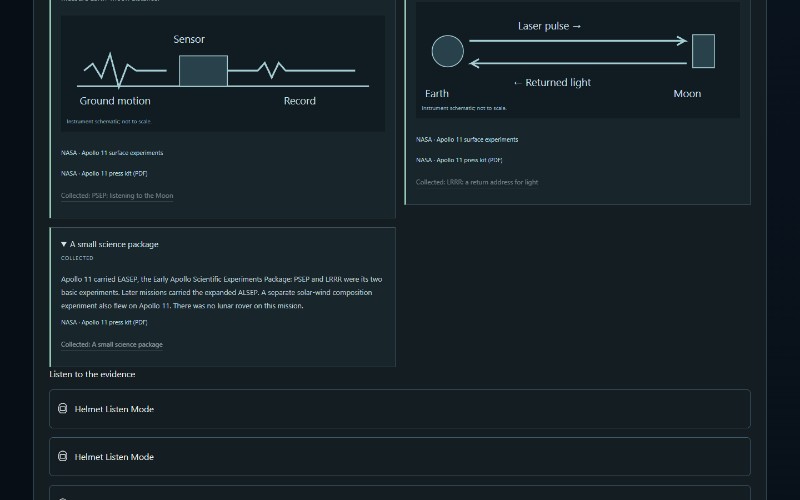 Sensor
Ground motion
Record
Instrument schematic; not to scale.
NASA - Apollo 11 surface experiments
NASA - Apollo 11 press kit (PDF)
Collected: PSEP: listening to the Moon
Laser pulse →
← Returned light
Earth
Moon
Instrument schematic; not to scale.
NASA - Apollo 11 surface experiments
NASA - Apollo 11 press kit (PDF)
Collected: LRRR: a return address for light
▼ A small science package
COLLECTED
Apollo 11 carried EASEP, the Early Apollo Scientific Experiments Package: PSEP and LRRR were its two
basic experiments. Later missions carried the expanded ALSEP. A separate solar-wind composition
experiment also flew on Apollo 11. There was no lunar rover on this mission.
NASA - Apollo 11 press kit (PDF)
Collected: A small science package
Listen to the evidence
Helmet Listen Mode
Helmet Listen Mode